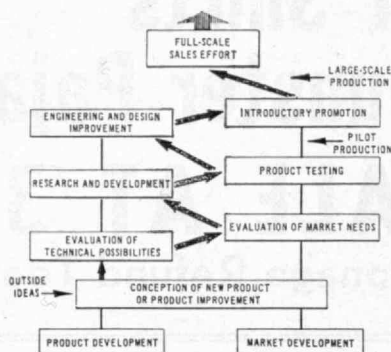 FULL-SCALE
SALES EFFORT
LARGE-SCALE
PRODUCTION
ENGINEERING AND DESIGN
IMPROVEMENT
INTRODUCTORY PROMOTION
PILOT
PRODUCTION
PRODUCT TESTING
RESEARCH AND DEVELOPMENT
EVALUATION OF MARKET NEEDS
EVALUATION OF
TECHNICAL POSSIBILITIES
OUTSIDE
IDEAS
CONCEPTION OF NEW PRODUCT
OR PRODUCT IMPROVEMENT
PRODUCT DEVELOPMENT
MARKET DEVELOPMENT